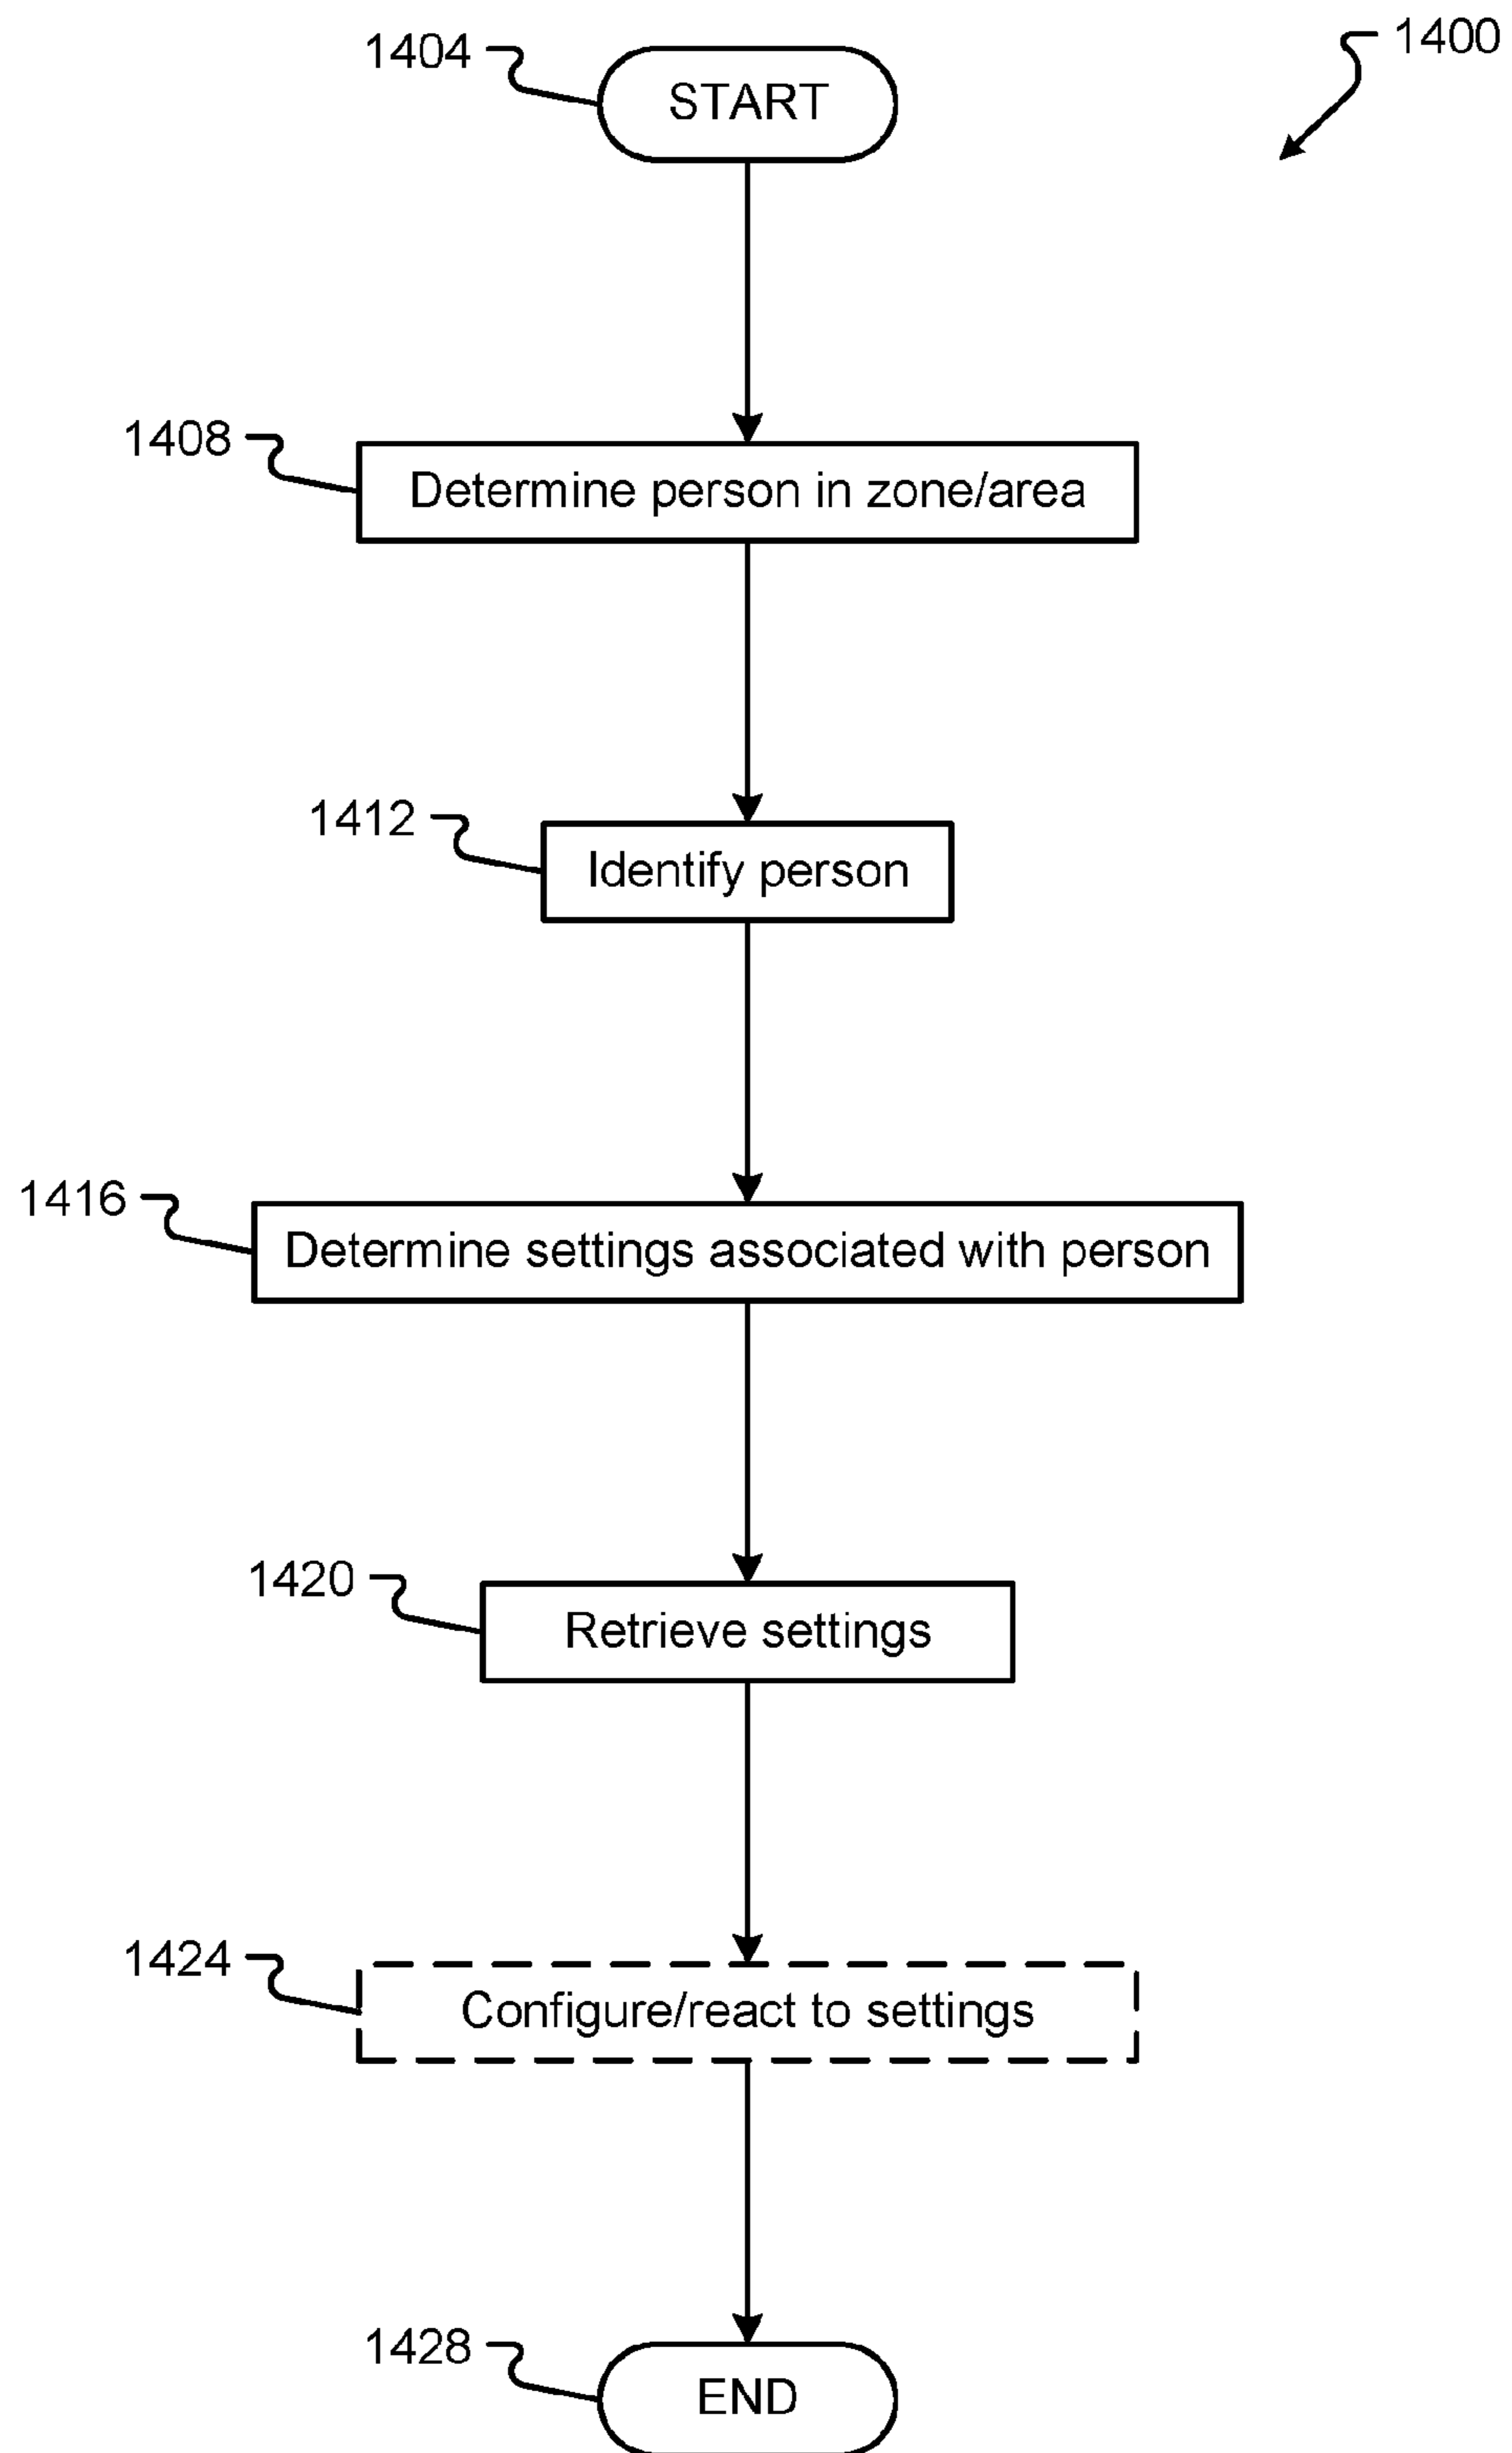 1400
1404
START
1408
Determine person in zone/area
1412
Identify person
1416
Determine settings associated with person
1420
Retrieve settings
1424
Configure/react to settings
1428
END